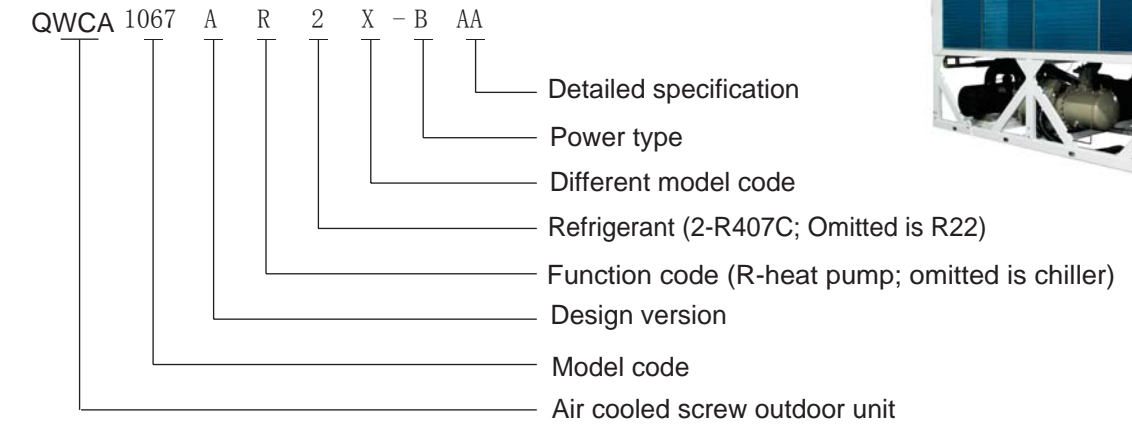 QWCA 1067 A R 2 X - B AA
Detailed specification
Power type
Different model code
Refrigerant (2-R407C; Omitted is R22)
Function code (R-heat pump; omitted is chiller)
Design version
Model code
Air cooled screw outdoor unit